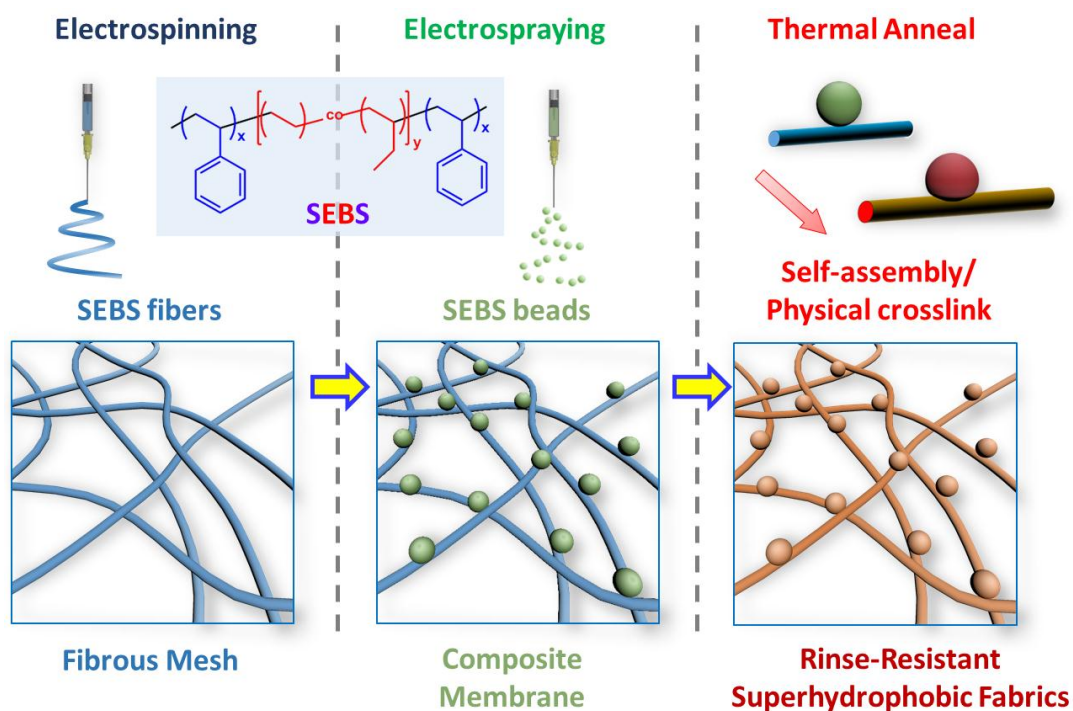 Electrospinning
Electrospraying
Thermal Anneal
x
co
y
x
SEBS
SEBS fibers
SEBS beads
Self-assembly/
Physical crosslink
Fibrous Mesh
Composite
Membrane
Rinse-Resistant
Superhydrophobic Fabrics